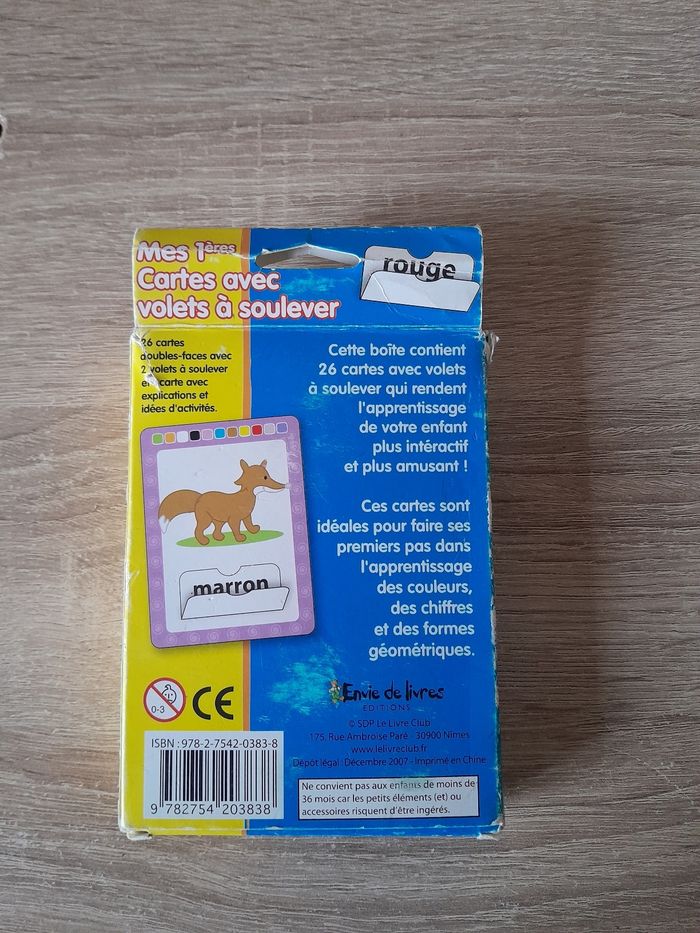 Mes 1ères
Cartes avec
volets à soulever
rouge
26 cartes
doubles-faces avec
2 volets à soulever
et carte avec
explications et
idées d'activités.
Cette boîte contient
26 cartes avec volets
à soulever qui rendent
l'apprentissage
de votre enfant
plus intéractif
et plus amusant !
marron
Ces cartes sont
idéales pour faire ses
premiers pas dans
l'apprentissage
des couleurs,
des chiffres
et des formes
géométriques.
0-3
CE
Envie de livres
EDITIONS
© SDP Le Livre Club
175, Rue Ambroise Paré - 30900 Nîmes
www.lelivreclub.fr
Dépôt légal : Décembre 2007 - Imprimé en Chine
ISBN : 978-2-7542-0383-8
9 782754 203838
Ne convient pas aux enfants de moins de
36 mois car les petits éléments (et) ou
accessoires risquent d'être ingérés.